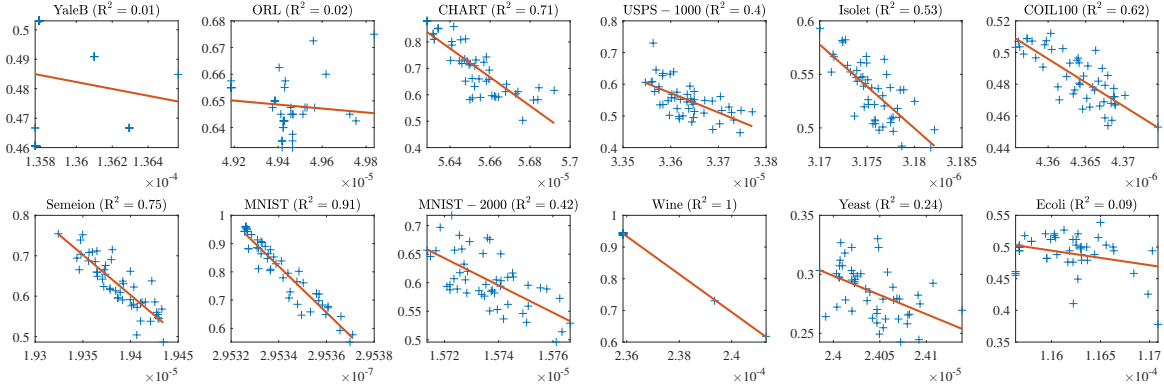 YaleB (R² = 0.01)
0.5
0.49
0.48
0.47
0.46
1.358 1.36 1.362 1.364
×10⁻⁴
ORL (R² = 0.02)
0.68
0.66
0.64
4.92 4.94 4.96 4.98
×10⁻⁵
CHART (R² = 0.71)
0.8
0.7
0.6
0.5
0.4
5.64 5.66 5.68 5.7
×10⁻⁵
USPS − 1000 (R² = 0.4)
0.8
0.7
0.6
0.5
0.4
3.35 3.36 3.37 3.38
×10⁻⁵
Isolet (R² = 0.53)
0.6
0.55
0.5
3.17 3.175 3.18 3.185
×10⁻⁶
COIL100 (R² = 0.62)
0.52
0.5
0.48
0.46
0.44
4.36 4.365 4.37
×10⁻⁶
Semeion (R² = 0.75)
0.8
0.7
0.6
0.5
1.93 1.935 1.94 1.945
×10⁻⁵
MNIST (R² = 0.91)
1
0.9
0.8
0.7
0.6
2.9532 2.9534 2.9536 2.9538
×10⁻⁷
MNIST − 2000 (R² = 0.42)
0.7
0.65
0.6
0.55
0.5
1.572 1.574 1.576
×10⁻⁵
Wine (R² = 1)
1
0.9
0.8
0.7
0.6
2.36 2.38 2.4
×10⁻⁴
Yeast (R² = 0.24)
0.35
0.3
0.25
2.4 2.405 2.41
×10⁻⁵
Ecoli (R² = 0.09)
0.55
0.5
0.45
0.4
0.35
1.16 1.165 1.17
×10⁻⁴